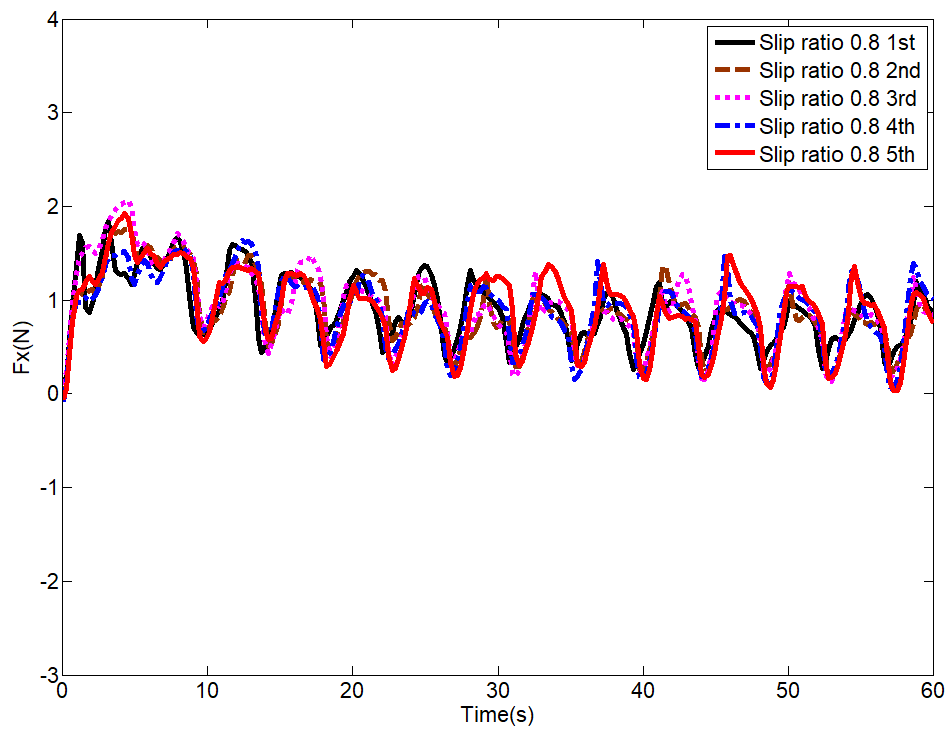 4
3
2
1
0
-1
-2
-3
Fx(N)
Slip ratio 0.8 1st
Slip ratio 0.8 2nd
Slip ratio 0.8 3rd
Slip ratio 0.8 4th
Slip ratio 0.8 5th
0 10 20 30 40 50 60
Time(s)